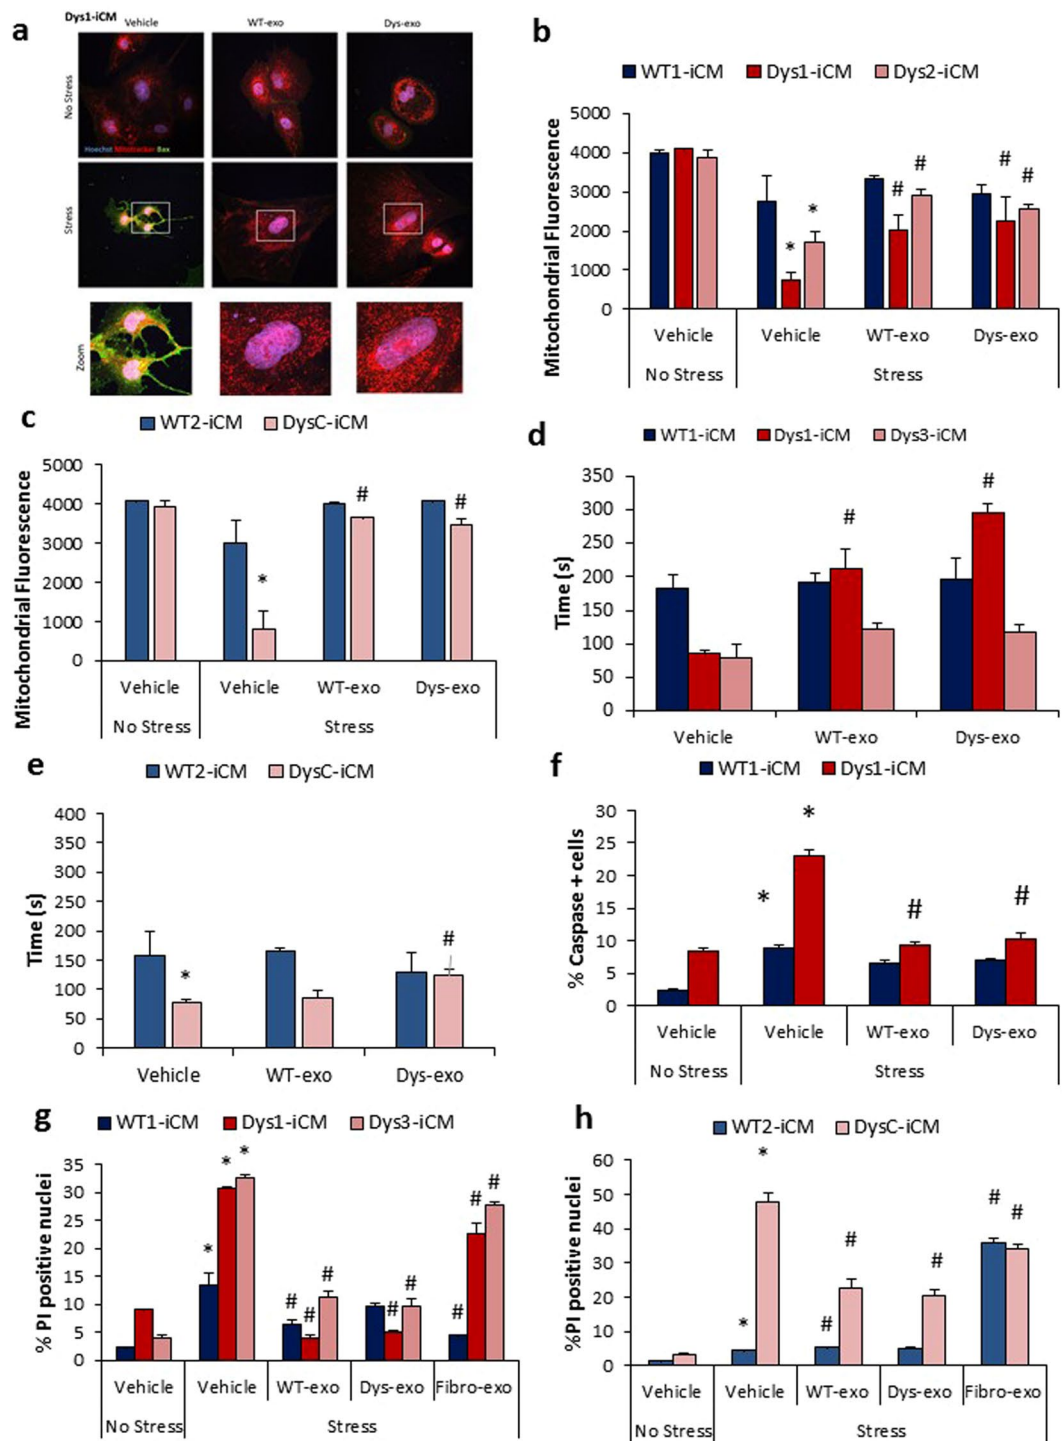 a
Dys1-iCM
Vehicle WT-exo Dys-exo
No Stress
Hoechst Mitotracker Bax
Stress
Zoom
b
WT1-iCM Dys1-iCM Dys2-iCM
Mitochondrial Fluorescence
5000
4000
3000
2000
1000
0
* * # # # #
Vehicle Vehicle WT-exo Dys-exo
No Stress Stress
c
WT2-iCM DysC-iCM
Mitochondrial Fluorescence
5000
4000
3000
2000
1000
0
* # #
Vehicle Vehicle WT-exo Dys-exo
No Stress Stress
d
WT1-iCM Dys1-iCM Dys3-iCM
Time (s)
350
300
250
200
150
100
50
0
# #
Vehicle WT-exo Dys-exo
e
WT2-iCM DysC-iCM
Time (s)
400
350
300
250
200
150
100
50
0
* #
Vehicle WT-exo Dys-exo
f
WT1-iCM Dys1-iCM
% Caspase + cells
30
25
20
15
10
5
0
* * # #
Vehicle Vehicle WT-exo Dys-exo
No Stress Stress
g
WT1-iCM Dys1-iCM Dys3-iCM
% PI positive nuclei
35
30
25
20
15
10
5
0
* * * # # # # # # # #
Vehicle Vehicle WT-exo Dys-exo Fibro-exo
No Stress Stress
h
WT2-iCM DysC-iCM
%PI positive nuclei
60
50
40
30
20
10
0
* * # # # # #
Vehicle Vehicle WT-exo Dys-exo Fibro-exo
No Stress Stress